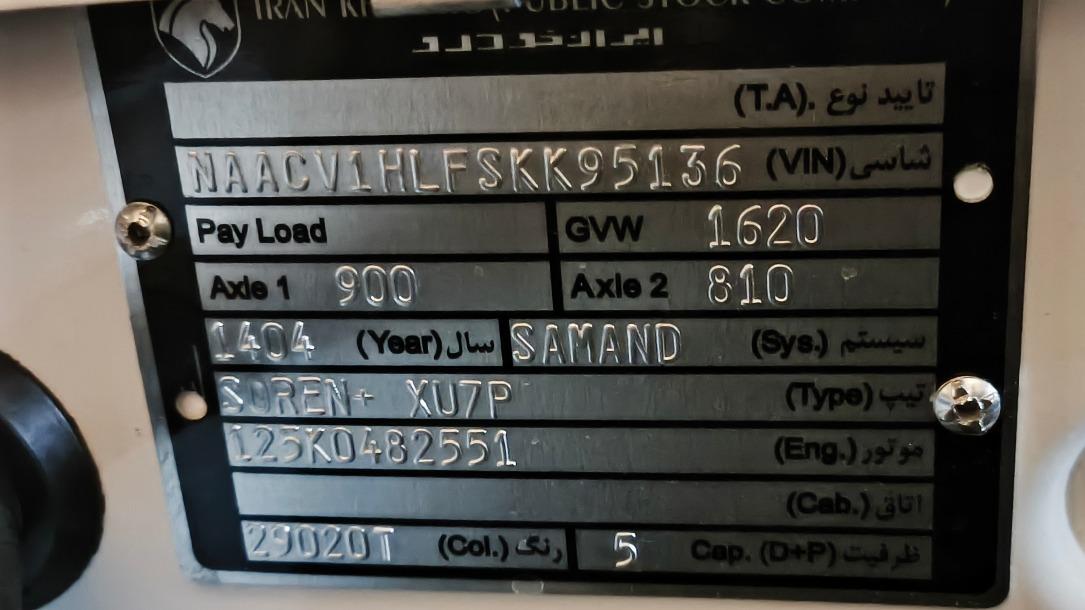 IRAN (PUBLIC STOCK
ایران خودرو
تایید نوع .(T.A)
شاسی (VIN) NAACV1HLFSKK95136
Pay Load GVW 1620
Axle 1 900 Axle 2 810
1404 سال (Year) SAMAND سیستم (Sys.)
SOREN+ XU7P تیپ (Type)
125K0482551 موتور (Eng.)
اتاق (Cab.)
29020T رنگ (Col.) 5 ظرفیت Cap. (D+P)